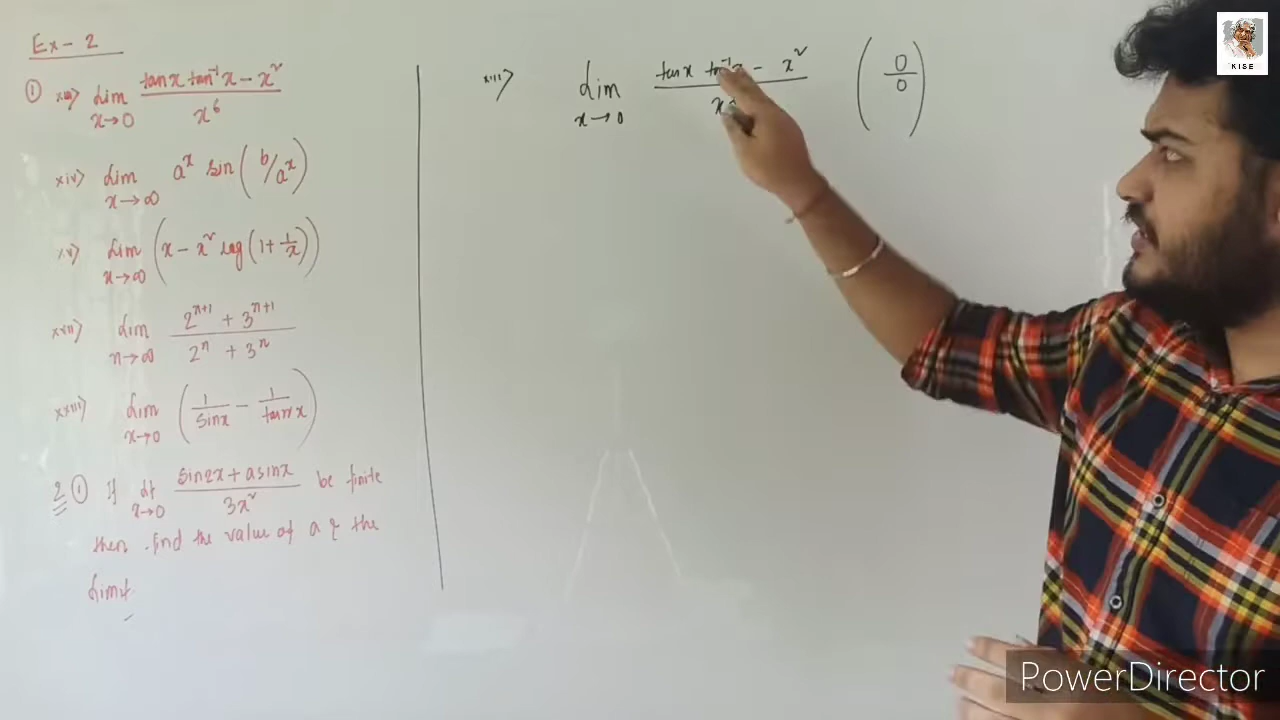 Ex- 2
① xiii) Lim x→0 (tanx tan⁻¹x - x²)/x⁶
xiv) Lim x→∞ aˣ sin(b/aˣ)
xv) Lim x→∞ (x - x² log(1+1/x))
xvii) Lim n→∞ (2ⁿ⁺¹ + 3ⁿ⁺¹)/(2ⁿ + 3ⁿ)
xxiii) Lim x→0 (1/sinx - 1/tanx)
2 ① If Lt x→0 (sin2x + asinx)/3x² be finite
then find the value of a & the
Limit
xiii) Lim x→0 (tanx tan⁻¹x - x²)/x (0/0)
KISE
PowerDirector